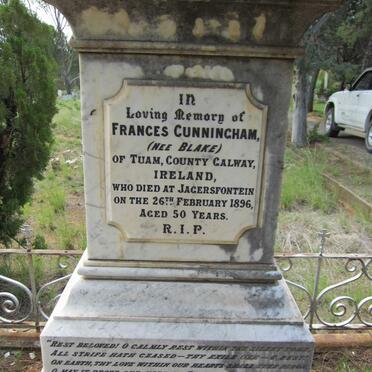 IN
Loving Memory of
FRANCES CUNNINGHAM,
(NEE BLAKE)
OF TUAM, COUNTY GALWAY,
IRELAND,
WHO DIED AT JAGERSFONTEIN
ON THE 26TH FEBRUARY 1896,
AGED 50 YEARS.
R.I.P.
"REST BELOVED! O CALMLY REST WITHIN
ALL STRIFE HATH CEASED — THY
ON EARTH, THY LOVE WITHIN OUR HEARTS